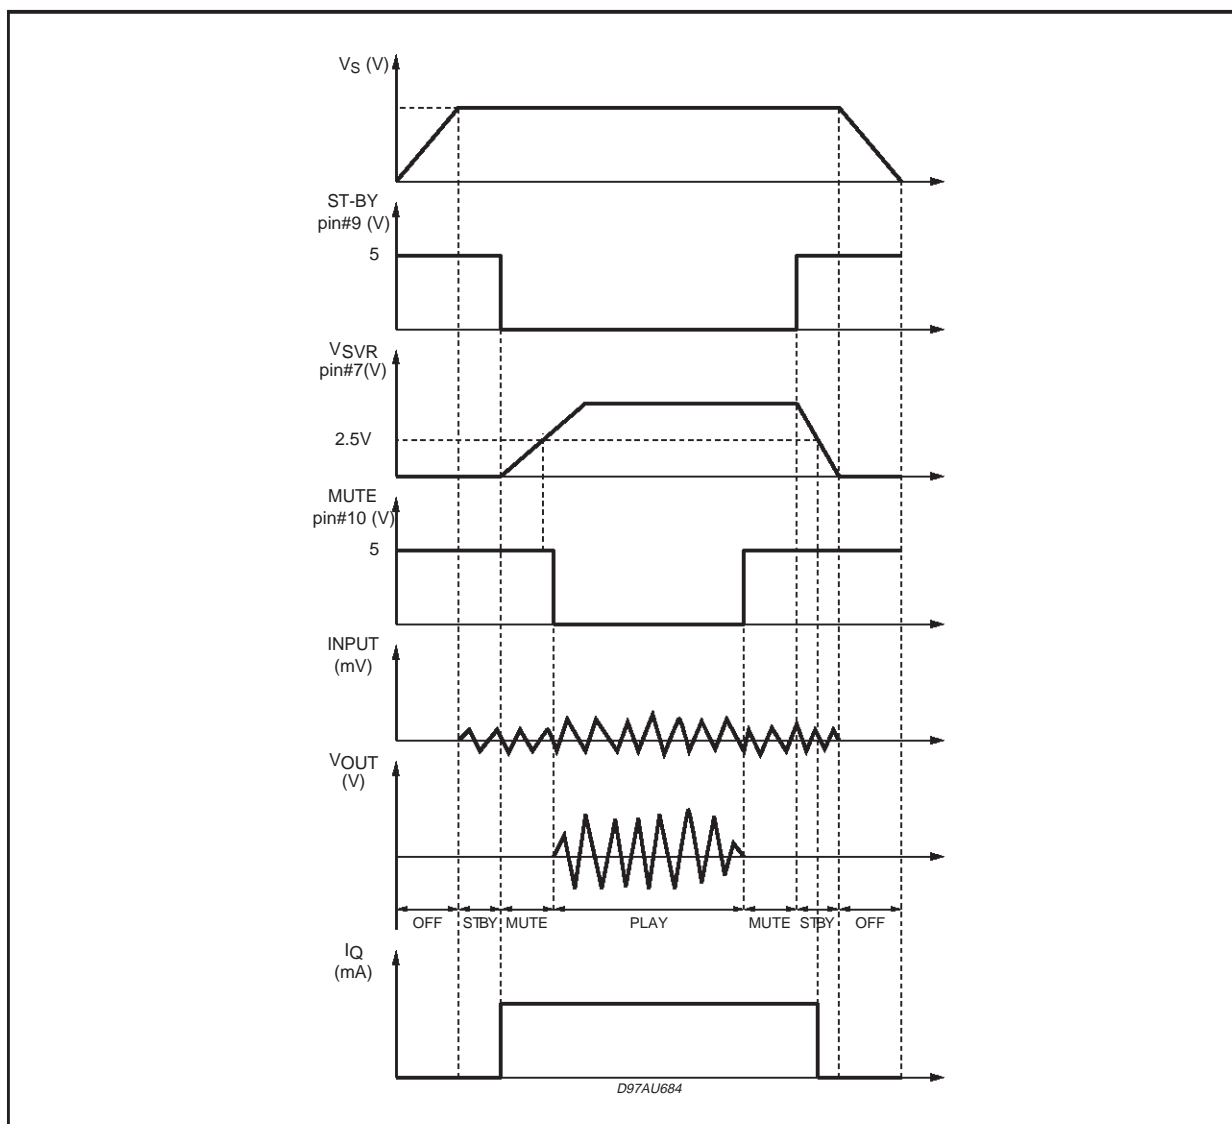 VS (V)
ST-BY
pin#9 (V)
5
VSVR
pin#7(V)
2.5V
MUTE
pin#10 (V)
5
INPUT
(mV)
VOUT
(V)
OFF STBY MUTE PLAY MUTE STBY OFF
IQ
(mA)
D97AU684